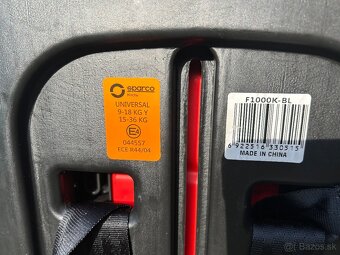 sparco
UNIVERSAL
9-18 KG Y
15-36 KG
E4
044557
ECE R44/04
F1000K-BL
6 922516 330515
MADE IN CHINA
bazos.sk